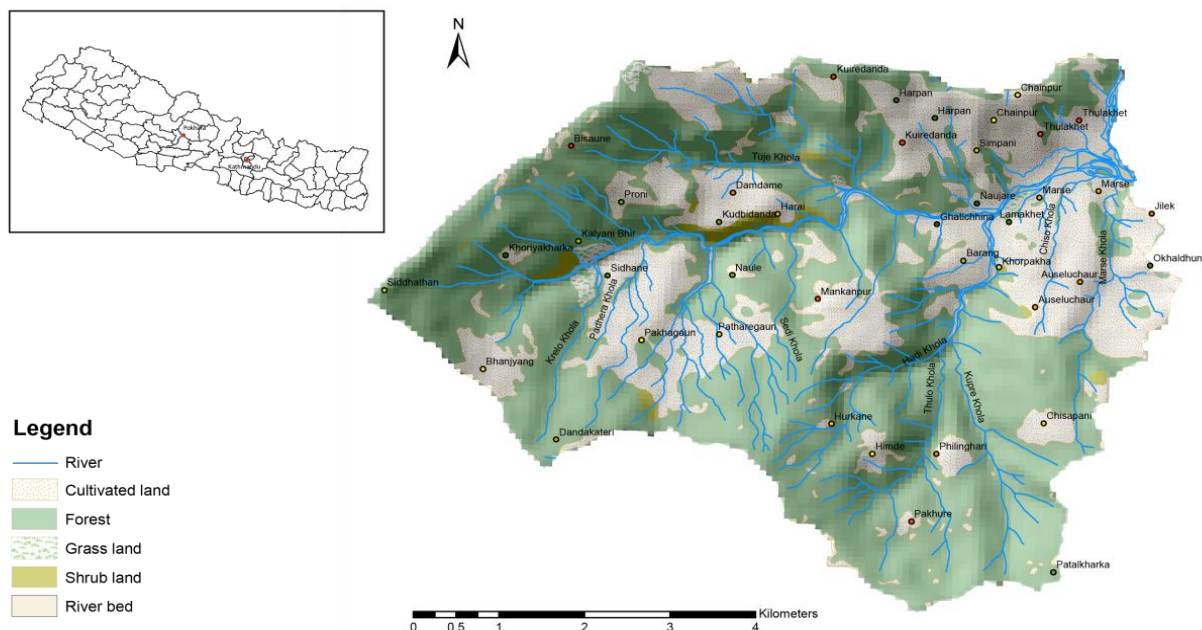 Pokhara
Kathmandu
N
Kuiredanda
Chainpur
Harpan
Harpan
Chainpur
Thulakhet
Thulakhet
Kuiredanda
Simpani
Bisaune
Tuje Khola
Proni
Damdame
Naujare
Marse
Marse
Kudbidanda
Harai
Ghatichhina
Lamakhet
Jilek
Chiso Khola
Marse Khola
Kalyani Bhir
Khoriyakharka
Barang
Khorpakha
Okhaldhun
Sidhane
Naule
Auseluchaur
Siddhathan
Padhera Khola
Mankanpur
Auseluchaur
Krelo Khola
Pakhagaun
Patharegaun
Sedi Khola
Hadi Khola
Bhanjyang
Thulo Khola
Kupre Khola
Hurkane
Chisapani
Dandakateri
Himde
Philinghari
Pakhure
Patalkharka
Legend
River
Cultivated land
Forest
Grass land
Shrub land
River bed
Kilometers
0 0.5 1 2 3 4